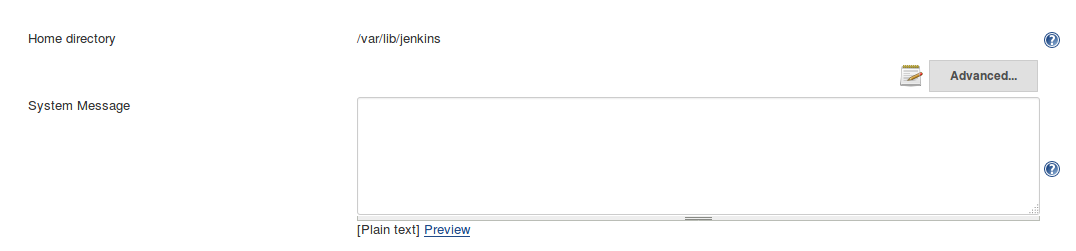 Home directory /var/lib/jenkins
Advanced...
System Message
[Plain text] Preview